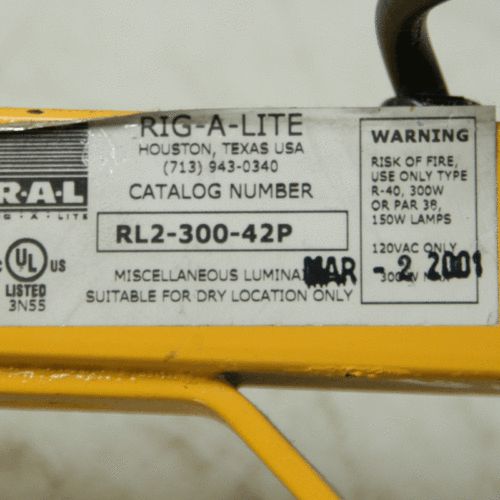 RIG-A-LITE
HOUSTON, TEXAS USA
(713) 943-0340
CATALOG NUMBER
RL2-300-42P
MISCELLANEOUS
SUITABLE FOR DRY LOCATION ONLY
R·A·L
UL
US
LISTED
3N55
WARNING
RISK OF FIRE,
USE ONLY TYPE
R-40, 300W
OR PAR 38,
150W LAMPS
120VAC ONLY
MAR - 2 2001